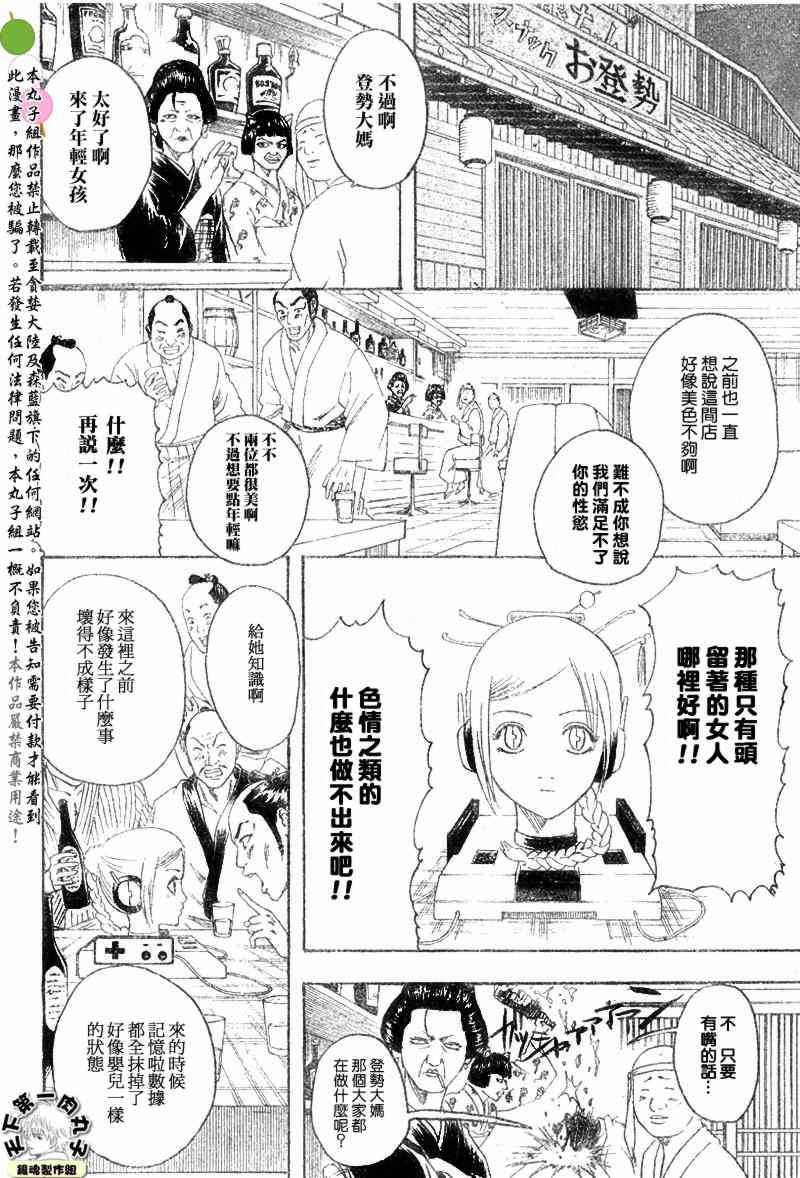 スナック
お登勢
不過啊
登勢大媽
太好了啊
來了年輕女孩
之前也一直
想說這間店
好像美色
不夠啊
難不成你想說
我們滿足不了
你的性慾
不不
兩位都很美啊
不過想要點年輕嘛
什麼!!
再說一次!!
那種只有頭
留著的女人
哪裡好啊!!
色情之類的
什麼也做不出來吧!!
給她知識啊
來這裡之前
好像發生了什麼事
壞得不成樣子
來的時候
記憶啦數據
都全抹掉了
好像嬰兒一樣
的狀態
不 只要
有嘴的話…
登勢大媽
那個大家都
在做什麼呢?
本丸子組作品禁止轉載至貪婪大陸及森藍旗下的任何網站。如果您被告知需要付款才能看到
此漫畫，那麼您被騙了。若發生任何法律問題，本丸子組一概不負責！本作品嚴禁商業用途！
天下第一肉丸子
銀魂製作組